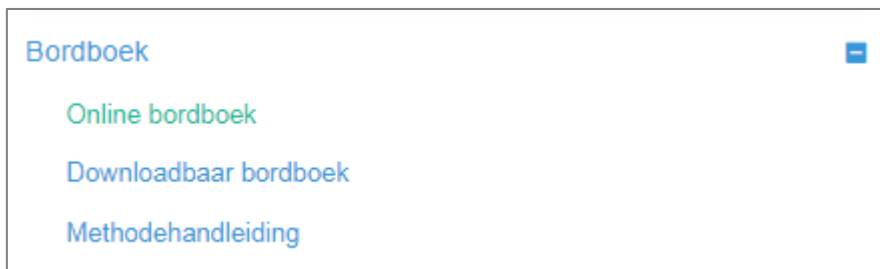 Bordboek
Online bordboek
Downloadbaar bordboek
Methodehandleiding